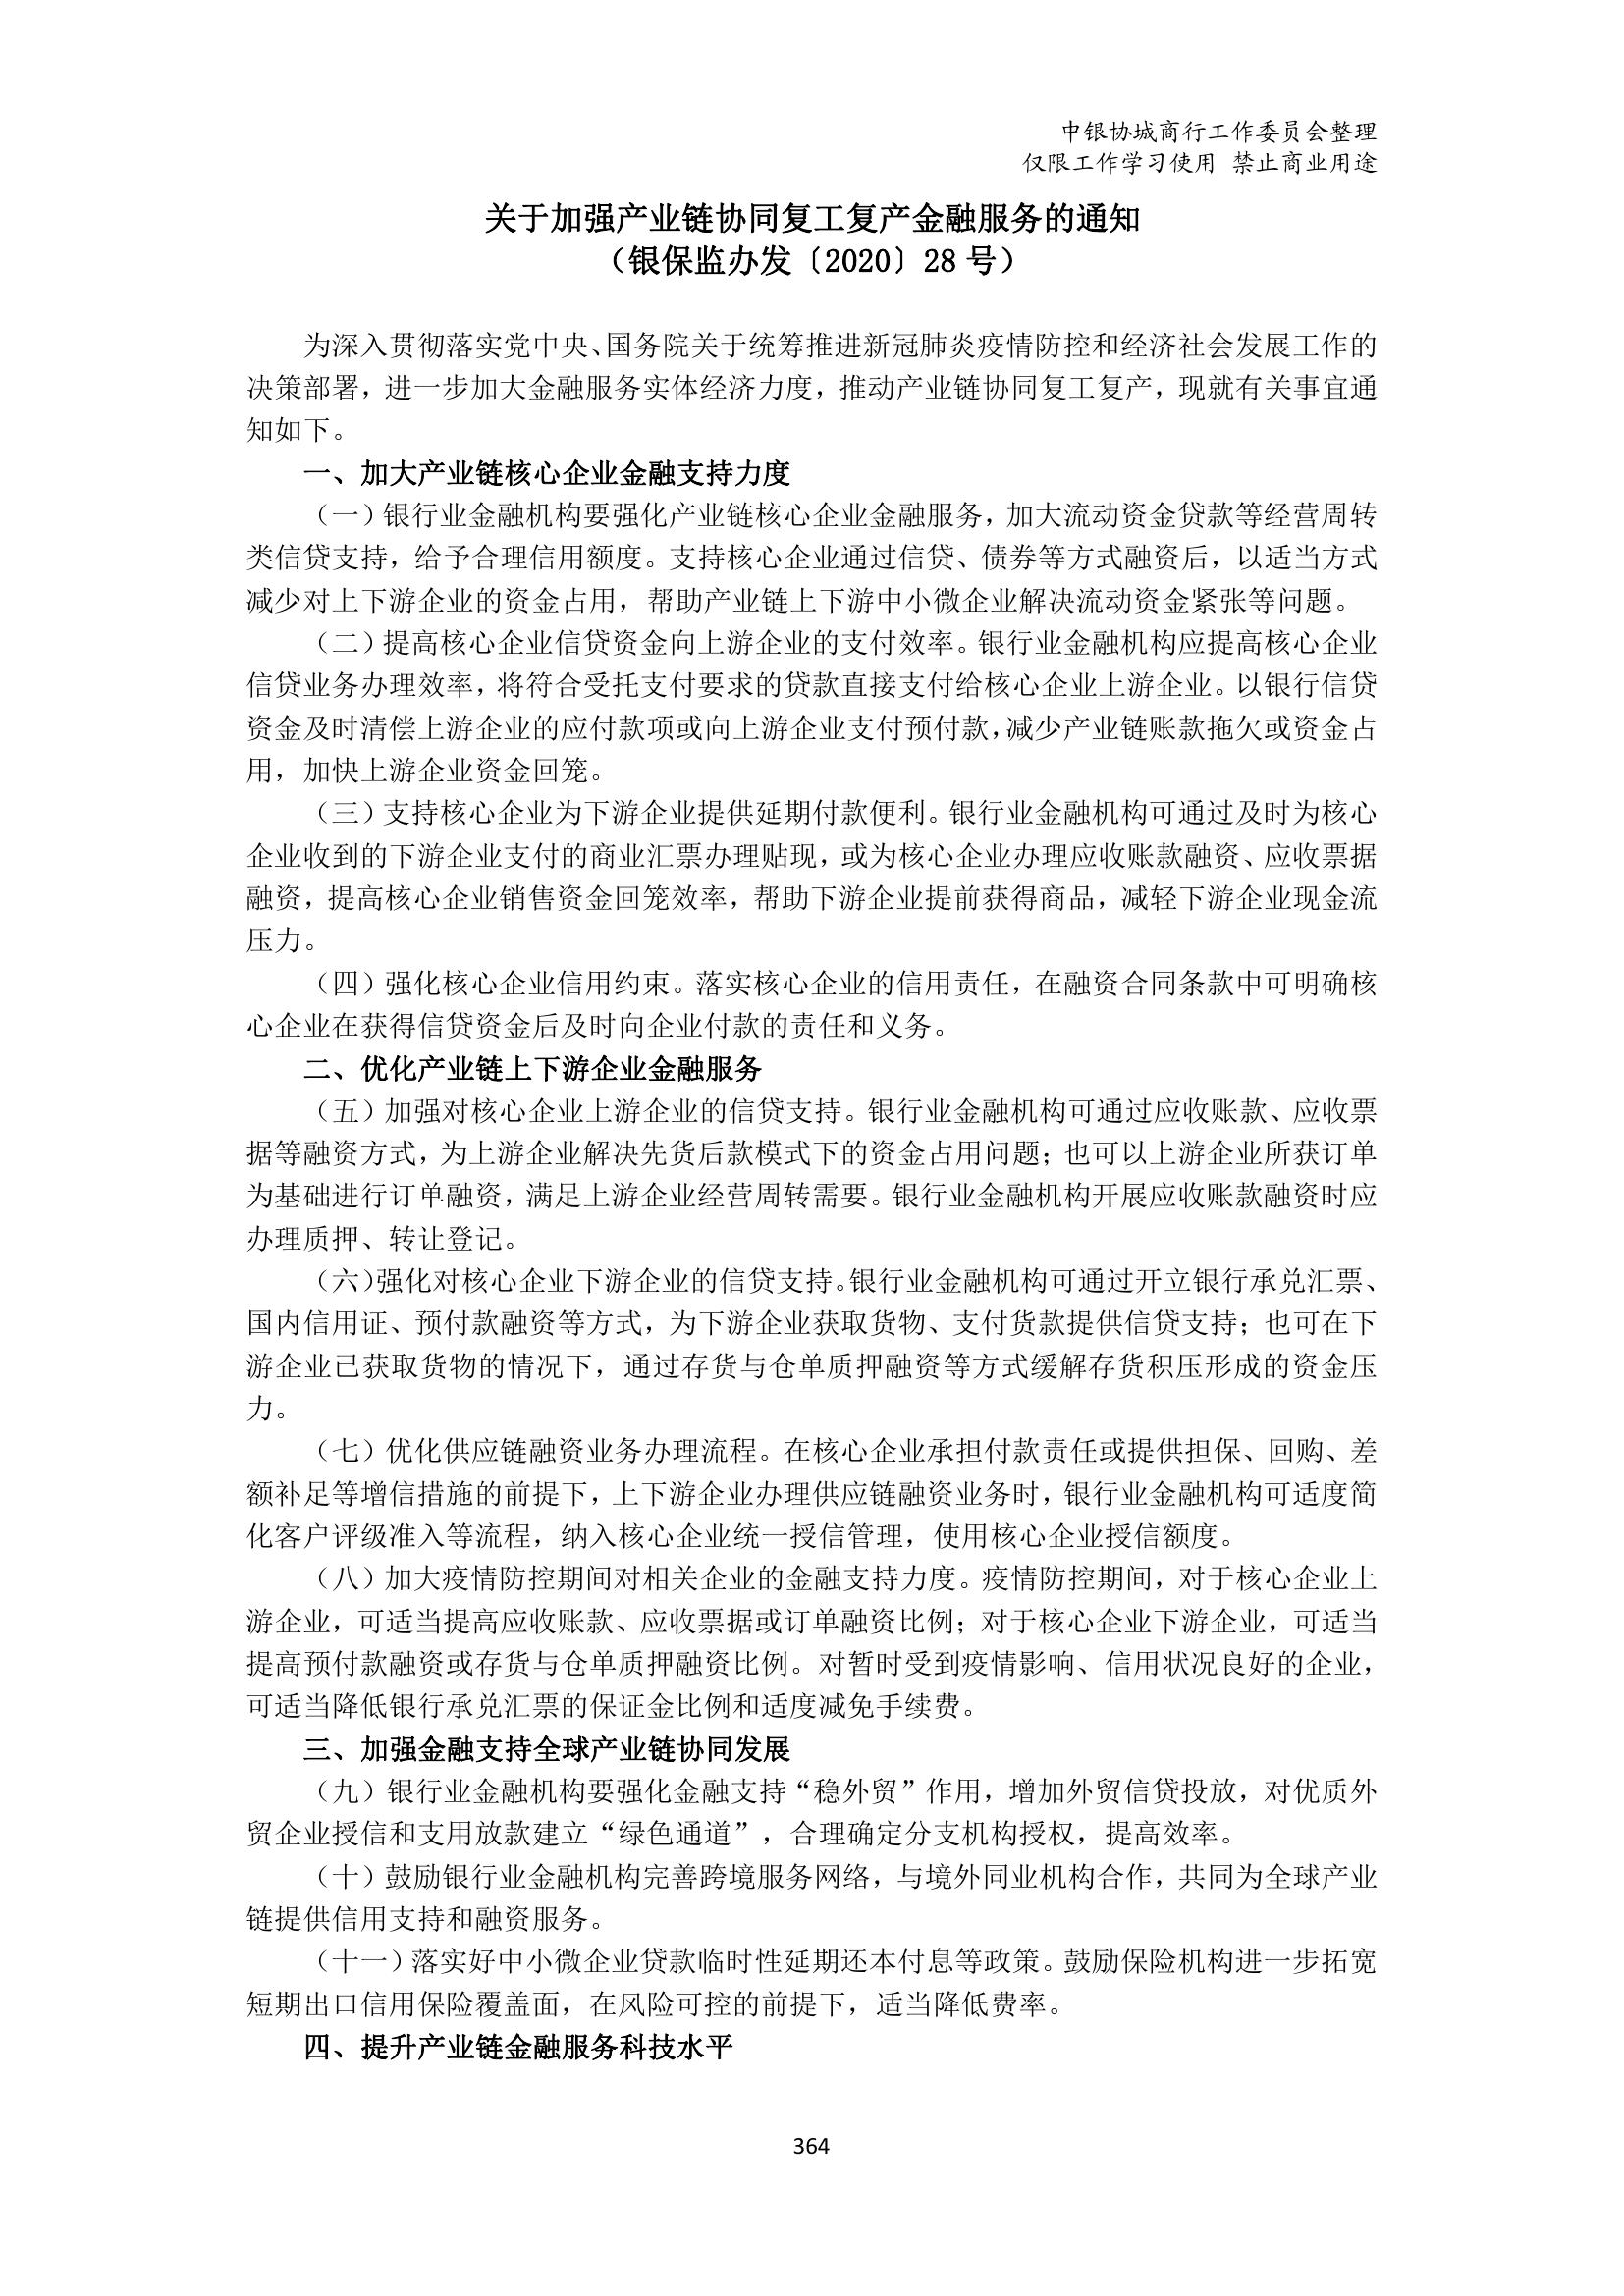 中银协城商行工作委员会整理
仅限工作学习使用 禁止商业用途
关于加强产业链协同复工复产金融服务的通知
（银保监办发〔2020〕28 号）
为深入贯彻落实党中央、国务院关于统筹推进新冠肺炎疫情防控和经济社会发展工作的
决策部署，进一步加大金融服务实体经济力度，推动产业链协同复工复产，现就有关事宜通
知如下。
一、加大产业链核心企业金融支持力度
（一）银行业金融机构要强化产业链核心企业金融服务，加大流动资金贷款等经营周转
类信贷支持，给予合理信用额度。支持核心企业通过信贷、债券等方式融资后，以适当方式
减少对上下游企业的资金占用，帮助产业链上下游中小微企业解决流动资金紧张等问题。
（二）提高核心企业信贷资金向上游企业的支付效率。银行业金融机构应提高核心企业
信贷业务办理效率，将符合受托支付要求的贷款直接支付给核心企业上游企业。以银行信贷
资金及时清偿上游企业的应付款项或向上游企业支付预付款，减少产业链账款拖欠或资金占
用，加快上游企业资金回笼。
（三）支持核心企业为下游企业提供延期付款便利。银行业金融机构可通过及时为核心
企业收到的下游企业支付的商业汇票办理贴现，或为核心企业办理应收账款融资、应收票据
融资，提高核心企业销售资金回笼效率，帮助下游企业提前获得商品，减轻下游企业现金流
压力。
（四）强化核心企业信用约束。落实核心企业的信用责任，在融资合同条款中可明确核
心企业在获得信贷资金后及时向企业付款的责任和义务。
二、优化产业链上下游企业金融服务
（五）加强对核心企业上游企业的信贷支持。银行业金融机构可通过应收账款、应收票
据等融资方式，为上游企业解决先货后款模式下的资金占用问题；也可以上游企业所获订单
为基础进行订单融资，满足上游企业经营周转需要。银行业金融机构开展应收账款融资时应
办理质押、转让登记。
（六）强化对核心企业下游企业的信贷支持。银行业金融机构可通过开立银行承兑汇票、
国内信用证、预付款融资等方式，为下游企业获取货物、支付货款提供信贷支持；也可在下
游企业已获取货物的情况下，通过存货与仓单质押融资等方式缓解存货积压形成的资金压
力。
（七）优化供应链融资业务办理流程。在核心企业承担付款责任或提供担保、回购、差
额补足等增信措施的前提下，上下游企业办理供应链融资业务时，银行业金融机构可适度简
化客户评级准入等流程，纳入核心企业统一授信管理，使用核心企业授信额度。
（八）加大疫情防控期间对相关企业的金融支持力度。疫情防控期间，对于核心企业上
游企业，可适当提高应收账款、应收票据或订单融资比例；对于核心企业下游企业，可适当
提高预付款融资或存货与仓单质押融资比例。对暂时受到疫情影响、信用状况良好的企业，
可适当降低银行承兑汇票的保证金比例和适度减免手续费。
三、加强金融支持全球产业链协同发展
（九）银行业金融机构要强化金融支持“稳外贸”作用，增加外贸信贷投放，对优质外
贸企业授信和支用放款建立“绿色通道”，合理确定分支机构授权，提高效率。
（十）鼓励银行业金融机构完善跨境服务网络，与境外同业机构合作，共同为全球产业
链提供信用支持和融资服务。
（十一）落实好中小微企业贷款临时性延期还本付息等政策。鼓励保险机构进一步拓宽
短期出口信用保险覆盖面，在风险可控的前提下，适当降低费率。
四、提升产业链金融服务科技水平
364